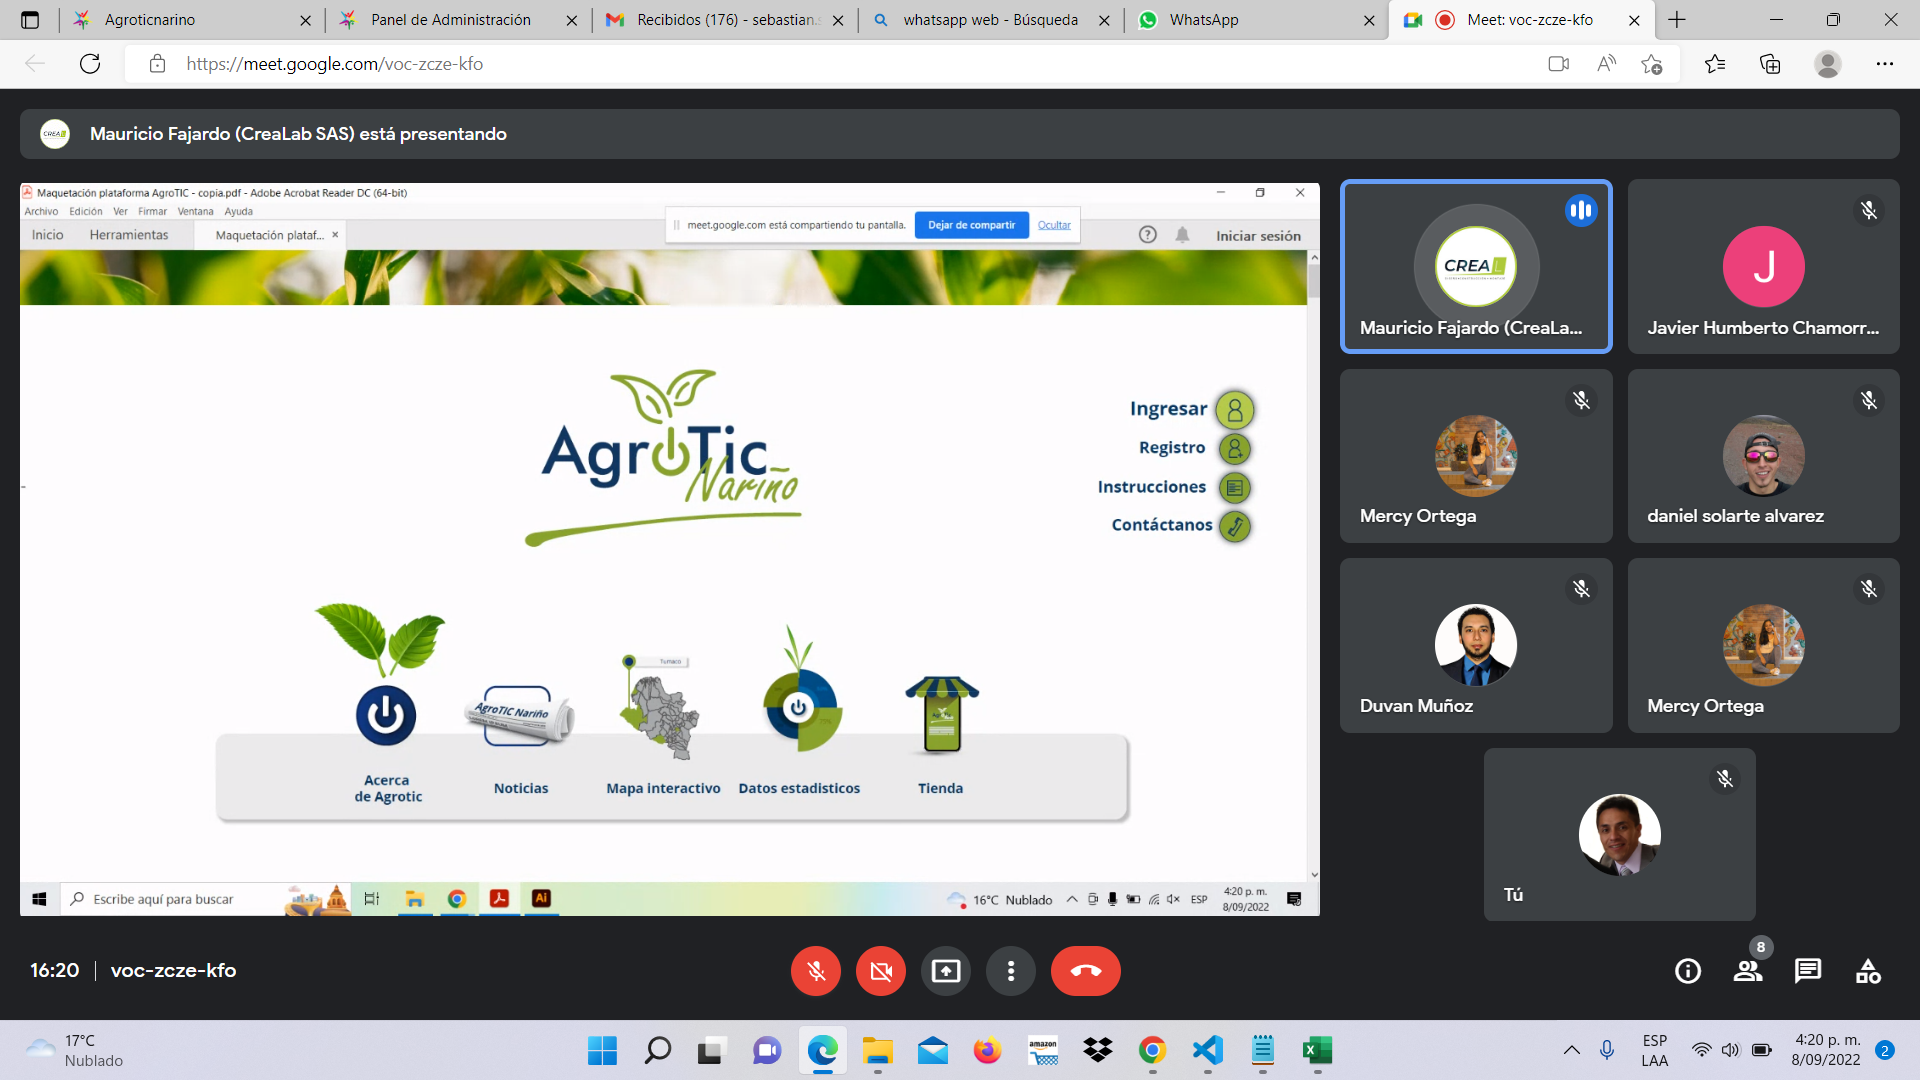 Agroticnarino
Panel de Administración
Recibidos (176) - sebastian.s
whatsapp web - Búsqueda
WhatsApp
Meet: voc-zcze-kfo
https://meet.google.com/voc-zcze-kfo
CREA
Mauricio Fajardo (CreaLab SAS) está presentando
Maquetación plataforma AgroTIC - copia.pdf - Adobe Acrobat Reader DC (64-bit)
Archivo Edición Ver Firmar Ventana Ayuda
meet.google.com está compartiendo tu pantalla.
Dejar de compartir
Ocultar
Inicio
Herramientas
Maquetación plataf...
Iniciar sesión
AgroTic
Nariño
Ingresar
Registro
Instrucciones
Contáctanos
Tumaco
AgroTIC Nariño
Acerca
de Agrotic
Noticias
Mapa interactivo
Datos estadisticos
Tienda
Escribe aquí para buscar
Ai
16°C Nublado
ESP
4:20 p. m.
8/09/2022
CREA L
Mauricio Fajardo (CreaLa...
J
Javier Humberto Chamorr...
Mercy Ortega
daniel solarte alvarez
Duvan Muñoz
Mercy Ortega
Tú
16:20
voc-zcze-kfo
8
17°C
Nublado
amazon
ESP
LAA
4:20 p. m.
8/09/2022
2